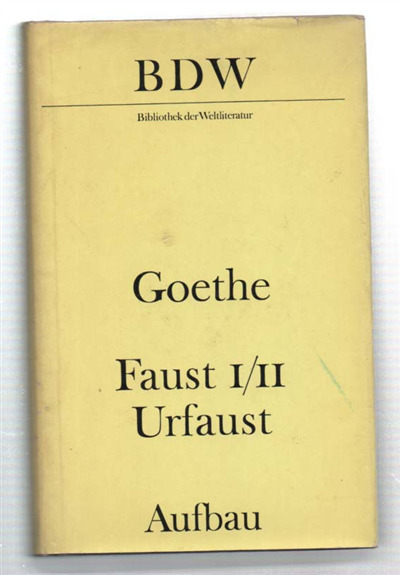 BDW
Bibliothek der Weltliteratur
Goethe
Faust I/II
Urfaust
Aufbau